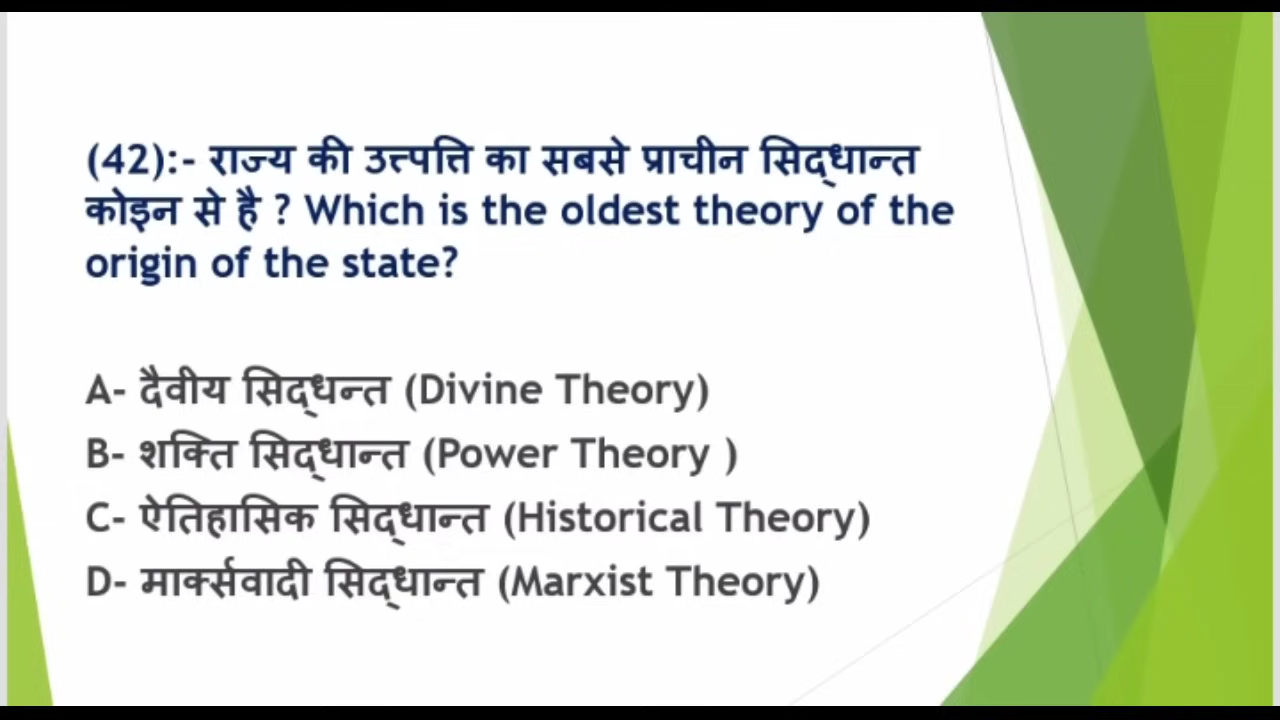 (42):- राज्य की उत्त्पत्ति का सबसे प्राचीन सिद्धान्त
कोइन से है ? Which is the oldest theory of the
origin of the state?
A- दैवीय सिद्धन्त (Divine Theory)
B- शक्ति सिद्धान्त (Power Theory )
C- ऐतिहासिक सिद्धान्त (Historical Theory)
D- मार्क्सवादी सिद्धान्त (Marxist Theory)